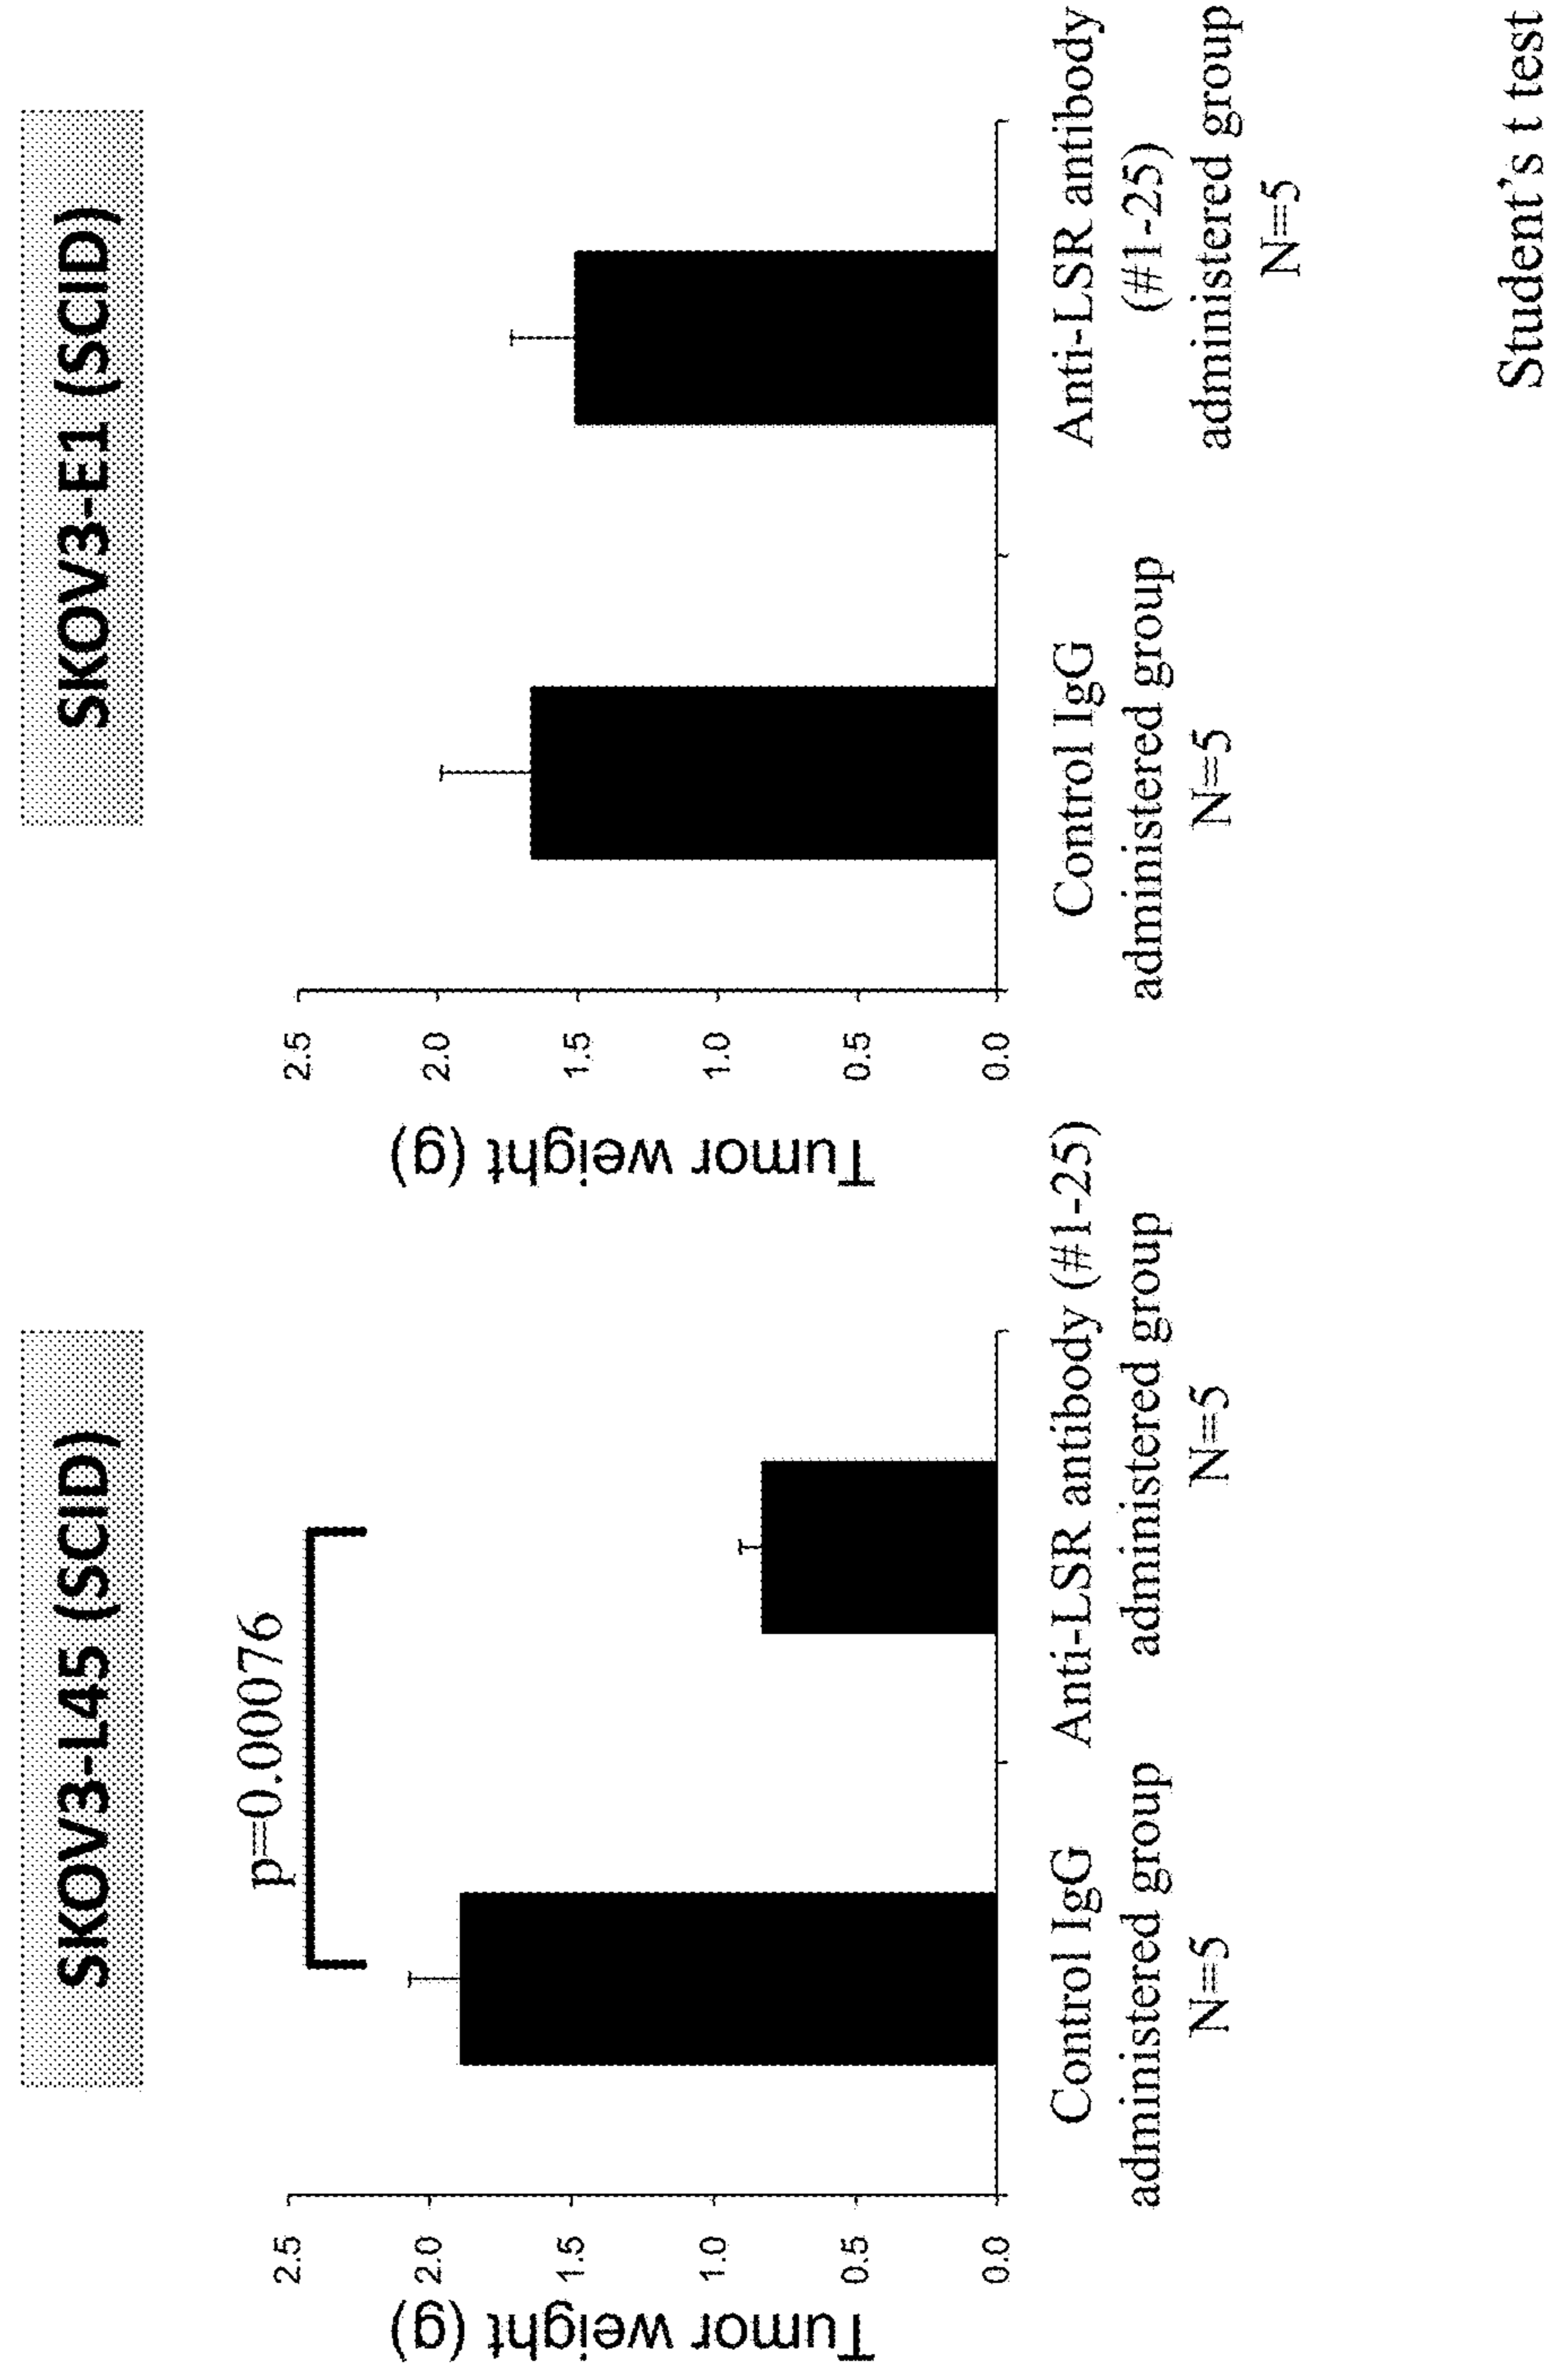 SKOV3-L45 (SCID)
p=0.00076
Tumor weight (g)
2.5
2.0
1.5
1.0
0.5
0.0
Control IgG
administered group
N=5
Anti-LSR antibody (#1-25)
administered group
N=5
SKOV3-E1 (SCID)
Tumor weight (g)
2.5
2.0
1.5
1.0
0.5
0.0
Control IgG
administered group
N=5
Anti-LSR antibody
(#1-25)
administered group
N=5
Student's t test